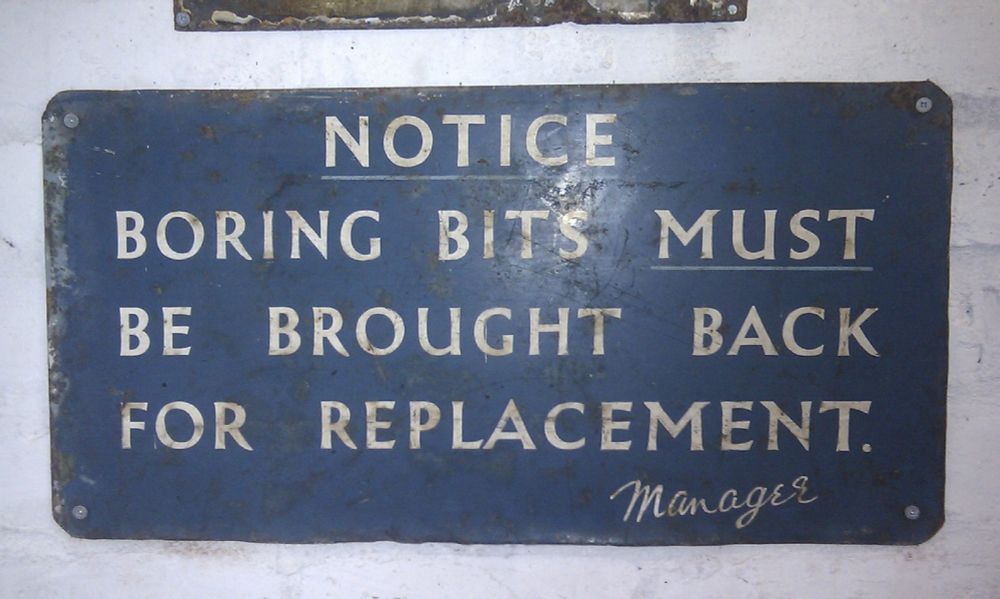 NOTICE
BORING BITS MUST
BE BROUGHT BACK
FOR REPLACEMENT.
Manager